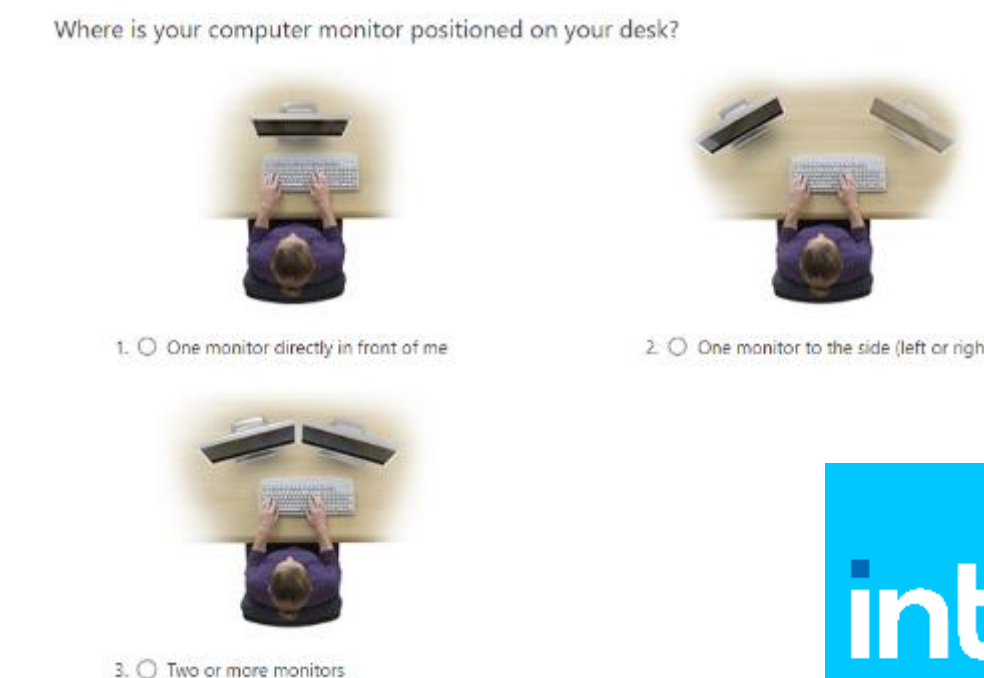 Where is your computer monitor positioned on your desk?
1. One monitor directly in front of me
2. One monitor to the side (left or righ
3. Two or more monitors
int